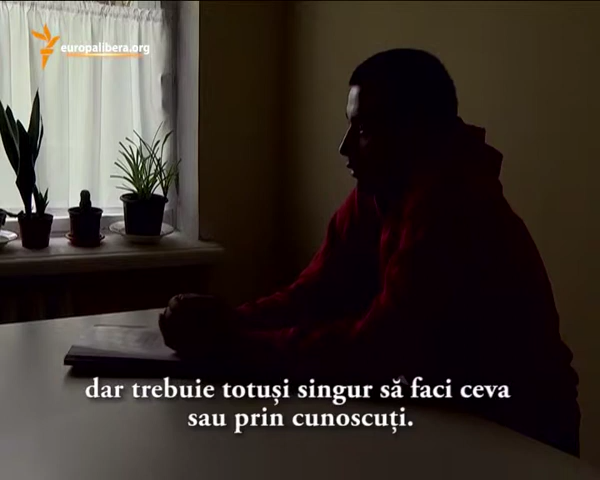 europalibera.org
dar trebuie totuși singur să faci ceva
sau prin cunoscuți.